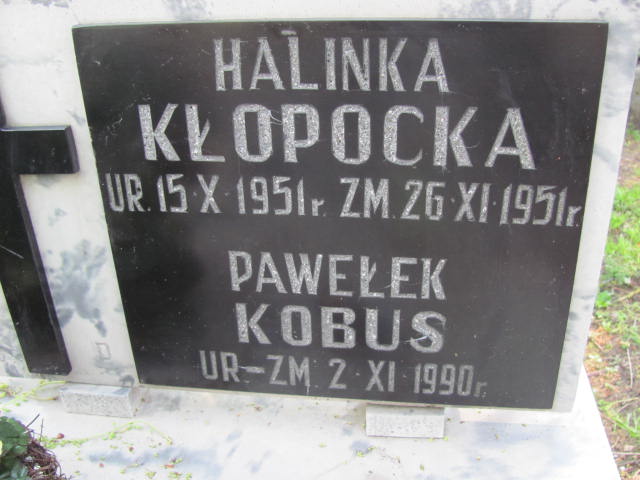 HALINKA
KŁOPOCKA
UR. 15 X 1951r. ZM. 26 XI 1951r.
PAWEŁEK
KOBUS
UR-ZM 2 XI 1990r.